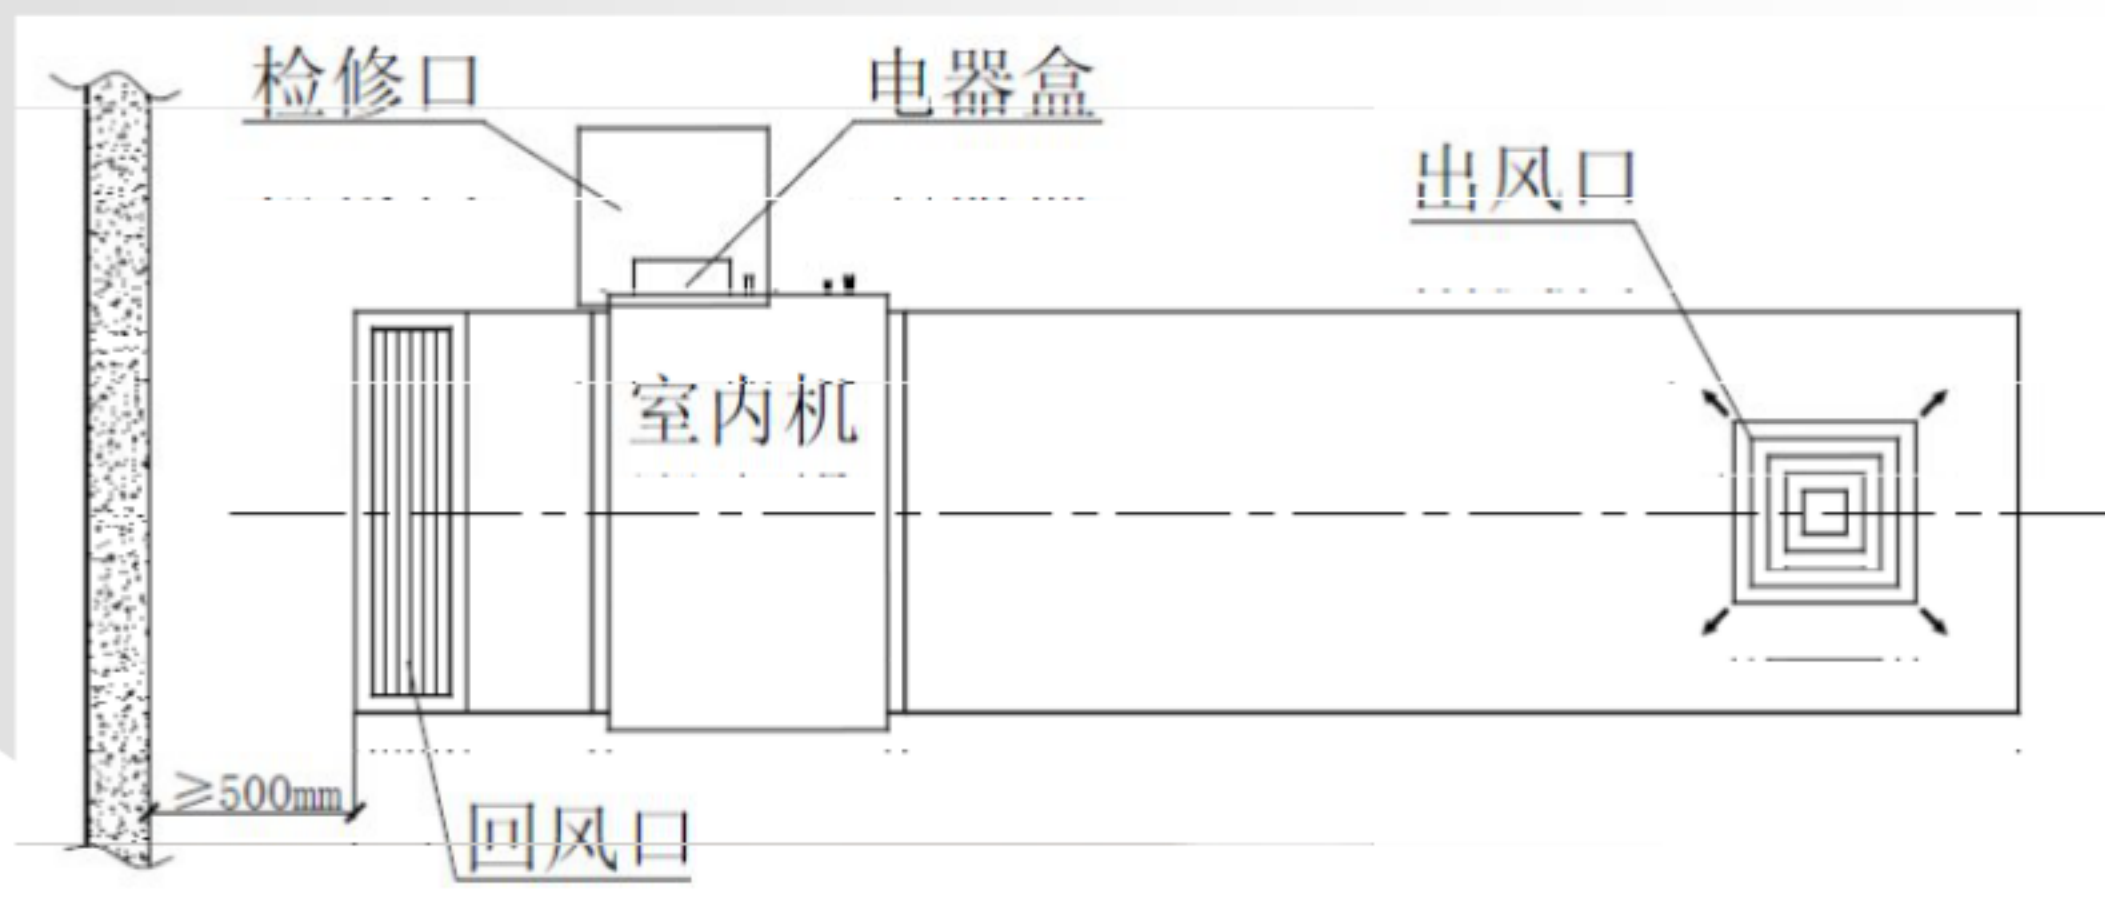 检修口
电器盒
出风口
室内机
≥500mm
回风口